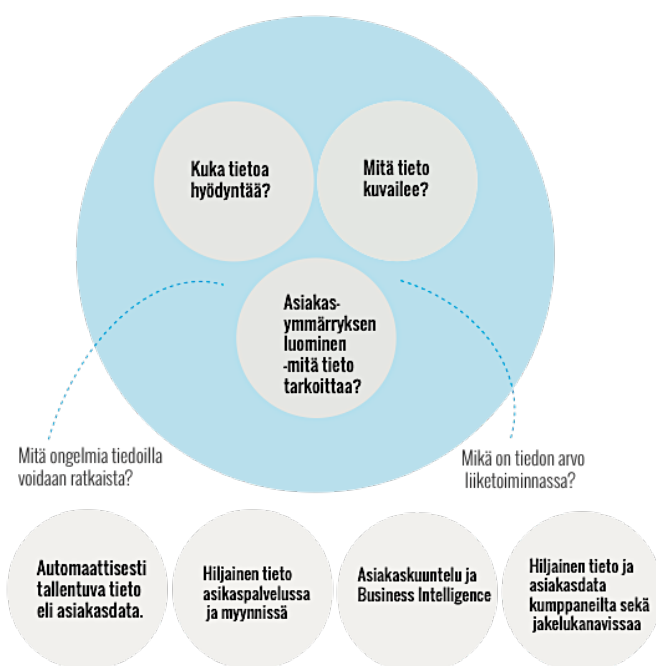 Kuka tietoa
hyödyntää?
Mitä tieto
kuvailee?
Asiakas-
ymmärryksen
luominen
-mitä tieto
tarkoittaa?
Mitä ongelmia tiedoilla
voidaan ratkaista?
Mikä on tiedon arvo
liiketoiminnassa?
Automaattisesti
tallentuva tieto
eli asiakasdata.
Hiljainen tieto
asikaspalvelussa
ja myynnissä
Asiakaskuuntelu ja
Business Intelligence
Hiljainen tieto ja
asiakasdata
kumppaneilta sekä
jakelukanavissaa